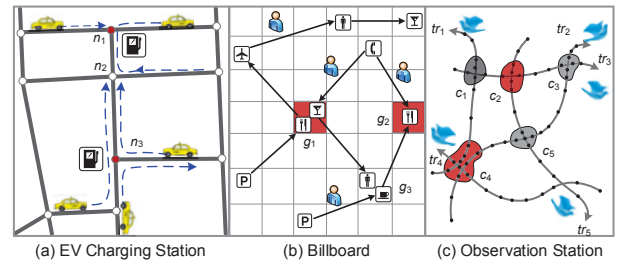 n1
n2
n3
(a) EV Charging Station
P
P
g1
g2
g3
(b) Billboard
tr1
tr2
tr3
c1
c2
c3
tr4
c4
c5
tr5
(c) Observation Station